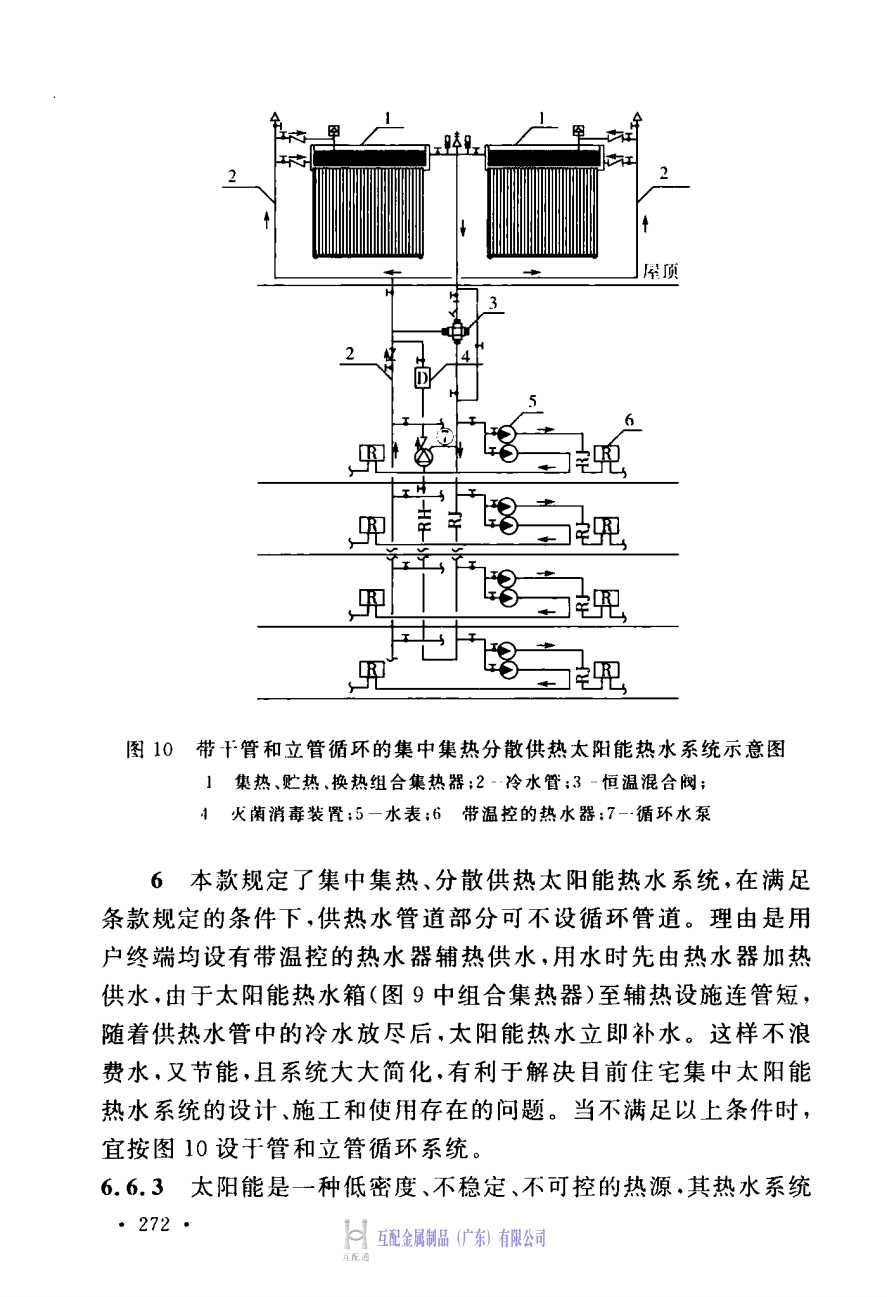 1
1
2
2
屋顶
3
2
4
D
5
6
7
R
R
RJ
R
RH
RJ
RJ
R
R
RJ
R
R
RJ
R
图 10 带干管和立管循环的集中集热分散供热太阳能热水系统示意图
1 集热、贮热、换热组合集热器;2--冷水管;3-恒温混合阀;
4 灭菌消毒装置;5—水表;6 带温控的热水器;7--循环水泵
6 本款规定了集中集热、分散供热太阳能热水系统,在满足
条款规定的条件下,供热水管道部分可不设循环管道。理由是用
户终端均设有带温控的热水器辅热供水,用水时先由热水器加热
供水,由于太阳能热水箱(图 9 中组合集热器)至辅热设施连管短,
随着供热水管中的冷水放尽后,太阳能热水立即补水。这样不浪
费水,又节能,且系统大大简化,有利于解决目前住宅集中太阳能
热水系统的设计、施工和使用存在的问题。当不满足以上条件时,
宜按图 10 设干管和立管循环系统。
6.6.3 太阳能是一种低密度、不稳定、不可控的热源,其热水系统
· 272 ·
互配通
互配金属制品(广东)有限公司